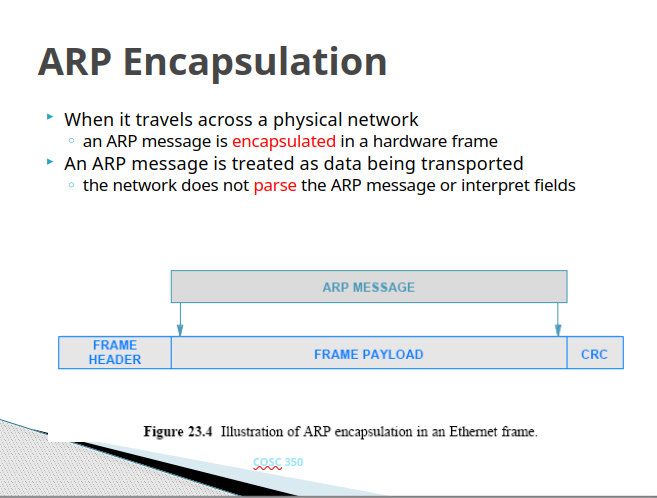 ARP Encapsulation
When it travels across a physical network
an ARP message is encapsulated in a hardware frame
An ARP message is treated as data being transported
the network does not parse the ARP message or interpret fields
ARP MESSAGE
FRAME HEADER
FRAME PAYLOAD
CRC
Figure 23.4 Illustration of ARP encapsulation in an Ethernet frame.
COSC 350